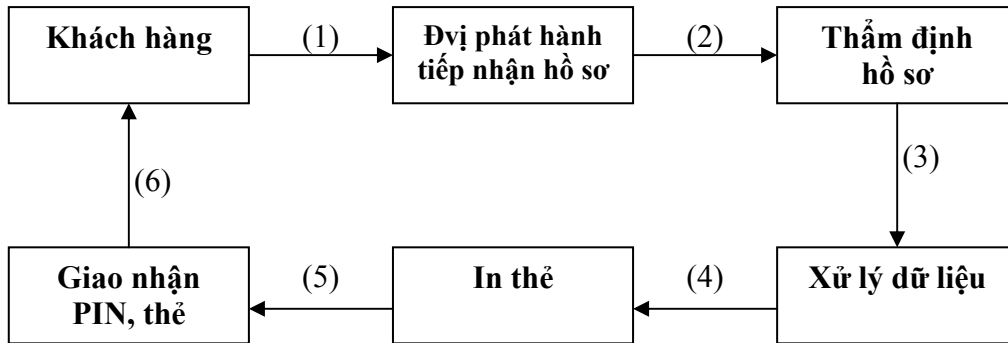 Khách hàng
(1)
Đvị phát hành
tiếp nhận hồ sơ
(2)
Thẩm định
hồ sơ
(3)
Xử lý dữ liệu
(4)
In thẻ
(5)
Giao nhận
PIN, thẻ
(6)